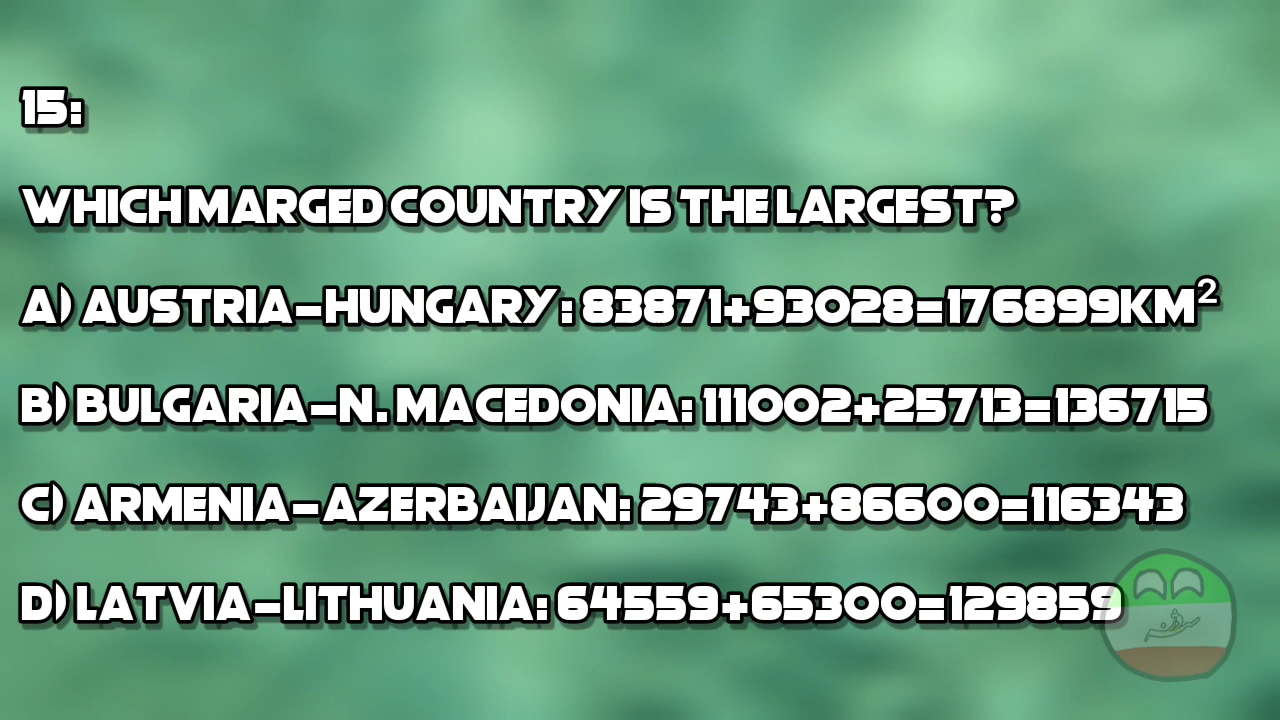 15:
WHICH MARGED COUNTRY IS THE LARGEST?
A) AUSTRIA-HUNGARY: 83871+93028=176899KM²
B) BULGARIA-N. MACEDONIA: 111002+25713=136715
C) ARMENIA-AZERBAIJAN: 29743+86600=116343
D) LATVIA-LITHUANIA: 64559+65300=129859